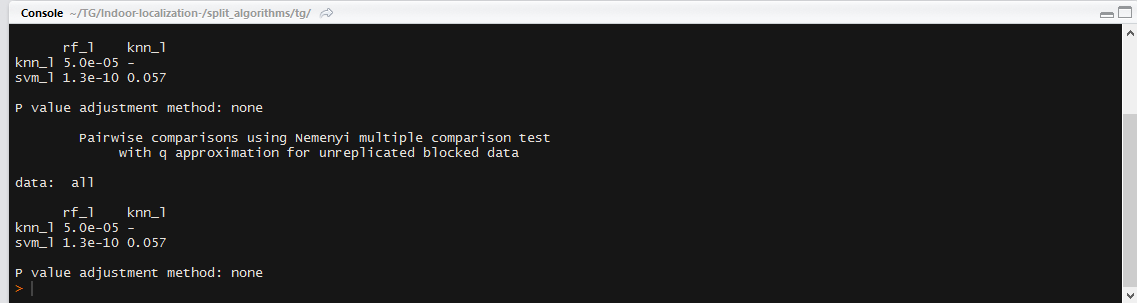 Console ~/TG/Indoor-localization-/split_algorithms/tg/
      rf_l    knn_l
knn_l 5.0e-05 -
svm_l 1.3e-10 0.057
P value adjustment method: none
        Pairwise comparisons using Nemenyi multiple comparison test
             with q approximation for unreplicated blocked data
data:  all
      rf_l    knn_l
knn_l 5.0e-05 -
svm_l 1.3e-10 0.057
P value adjustment method: none
>